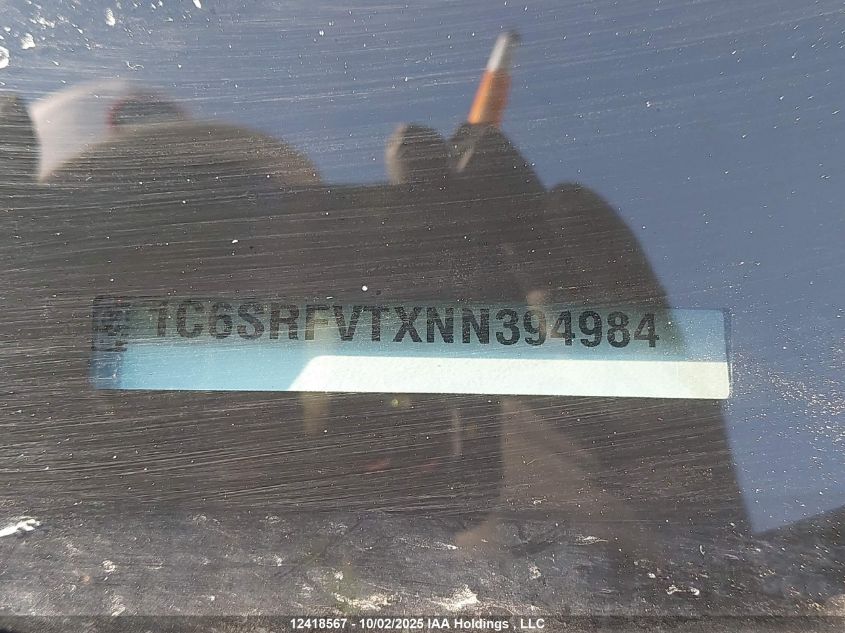 1C6SRFVTXNN394984
12418567 - 10/02/2025 IAA Holdings , LLC